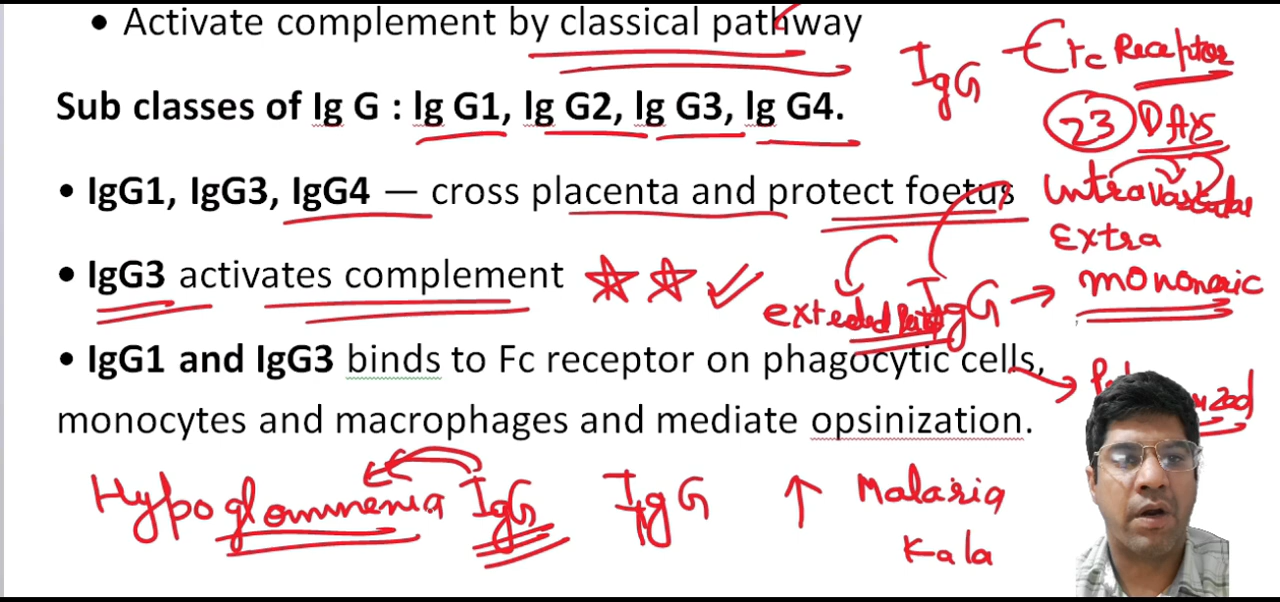 • Activate complement by classical pathway
Sub classes of Ig G : Ig G1, Ig G2, Ig G3, Ig G4.
• IgG1, IgG3, IgG4 — cross placenta and protect foetus
• IgG3 activates complement
• IgG1 and IgG3 binds to Fc receptor on phagocytic cells,
monocytes and macrophages and mediate opsinization.
IgG
Receptor
23 DAYS
Intravascular
Extra
IgG → monomeric
Hypo IgG IgG ↑ Malaria
Kala